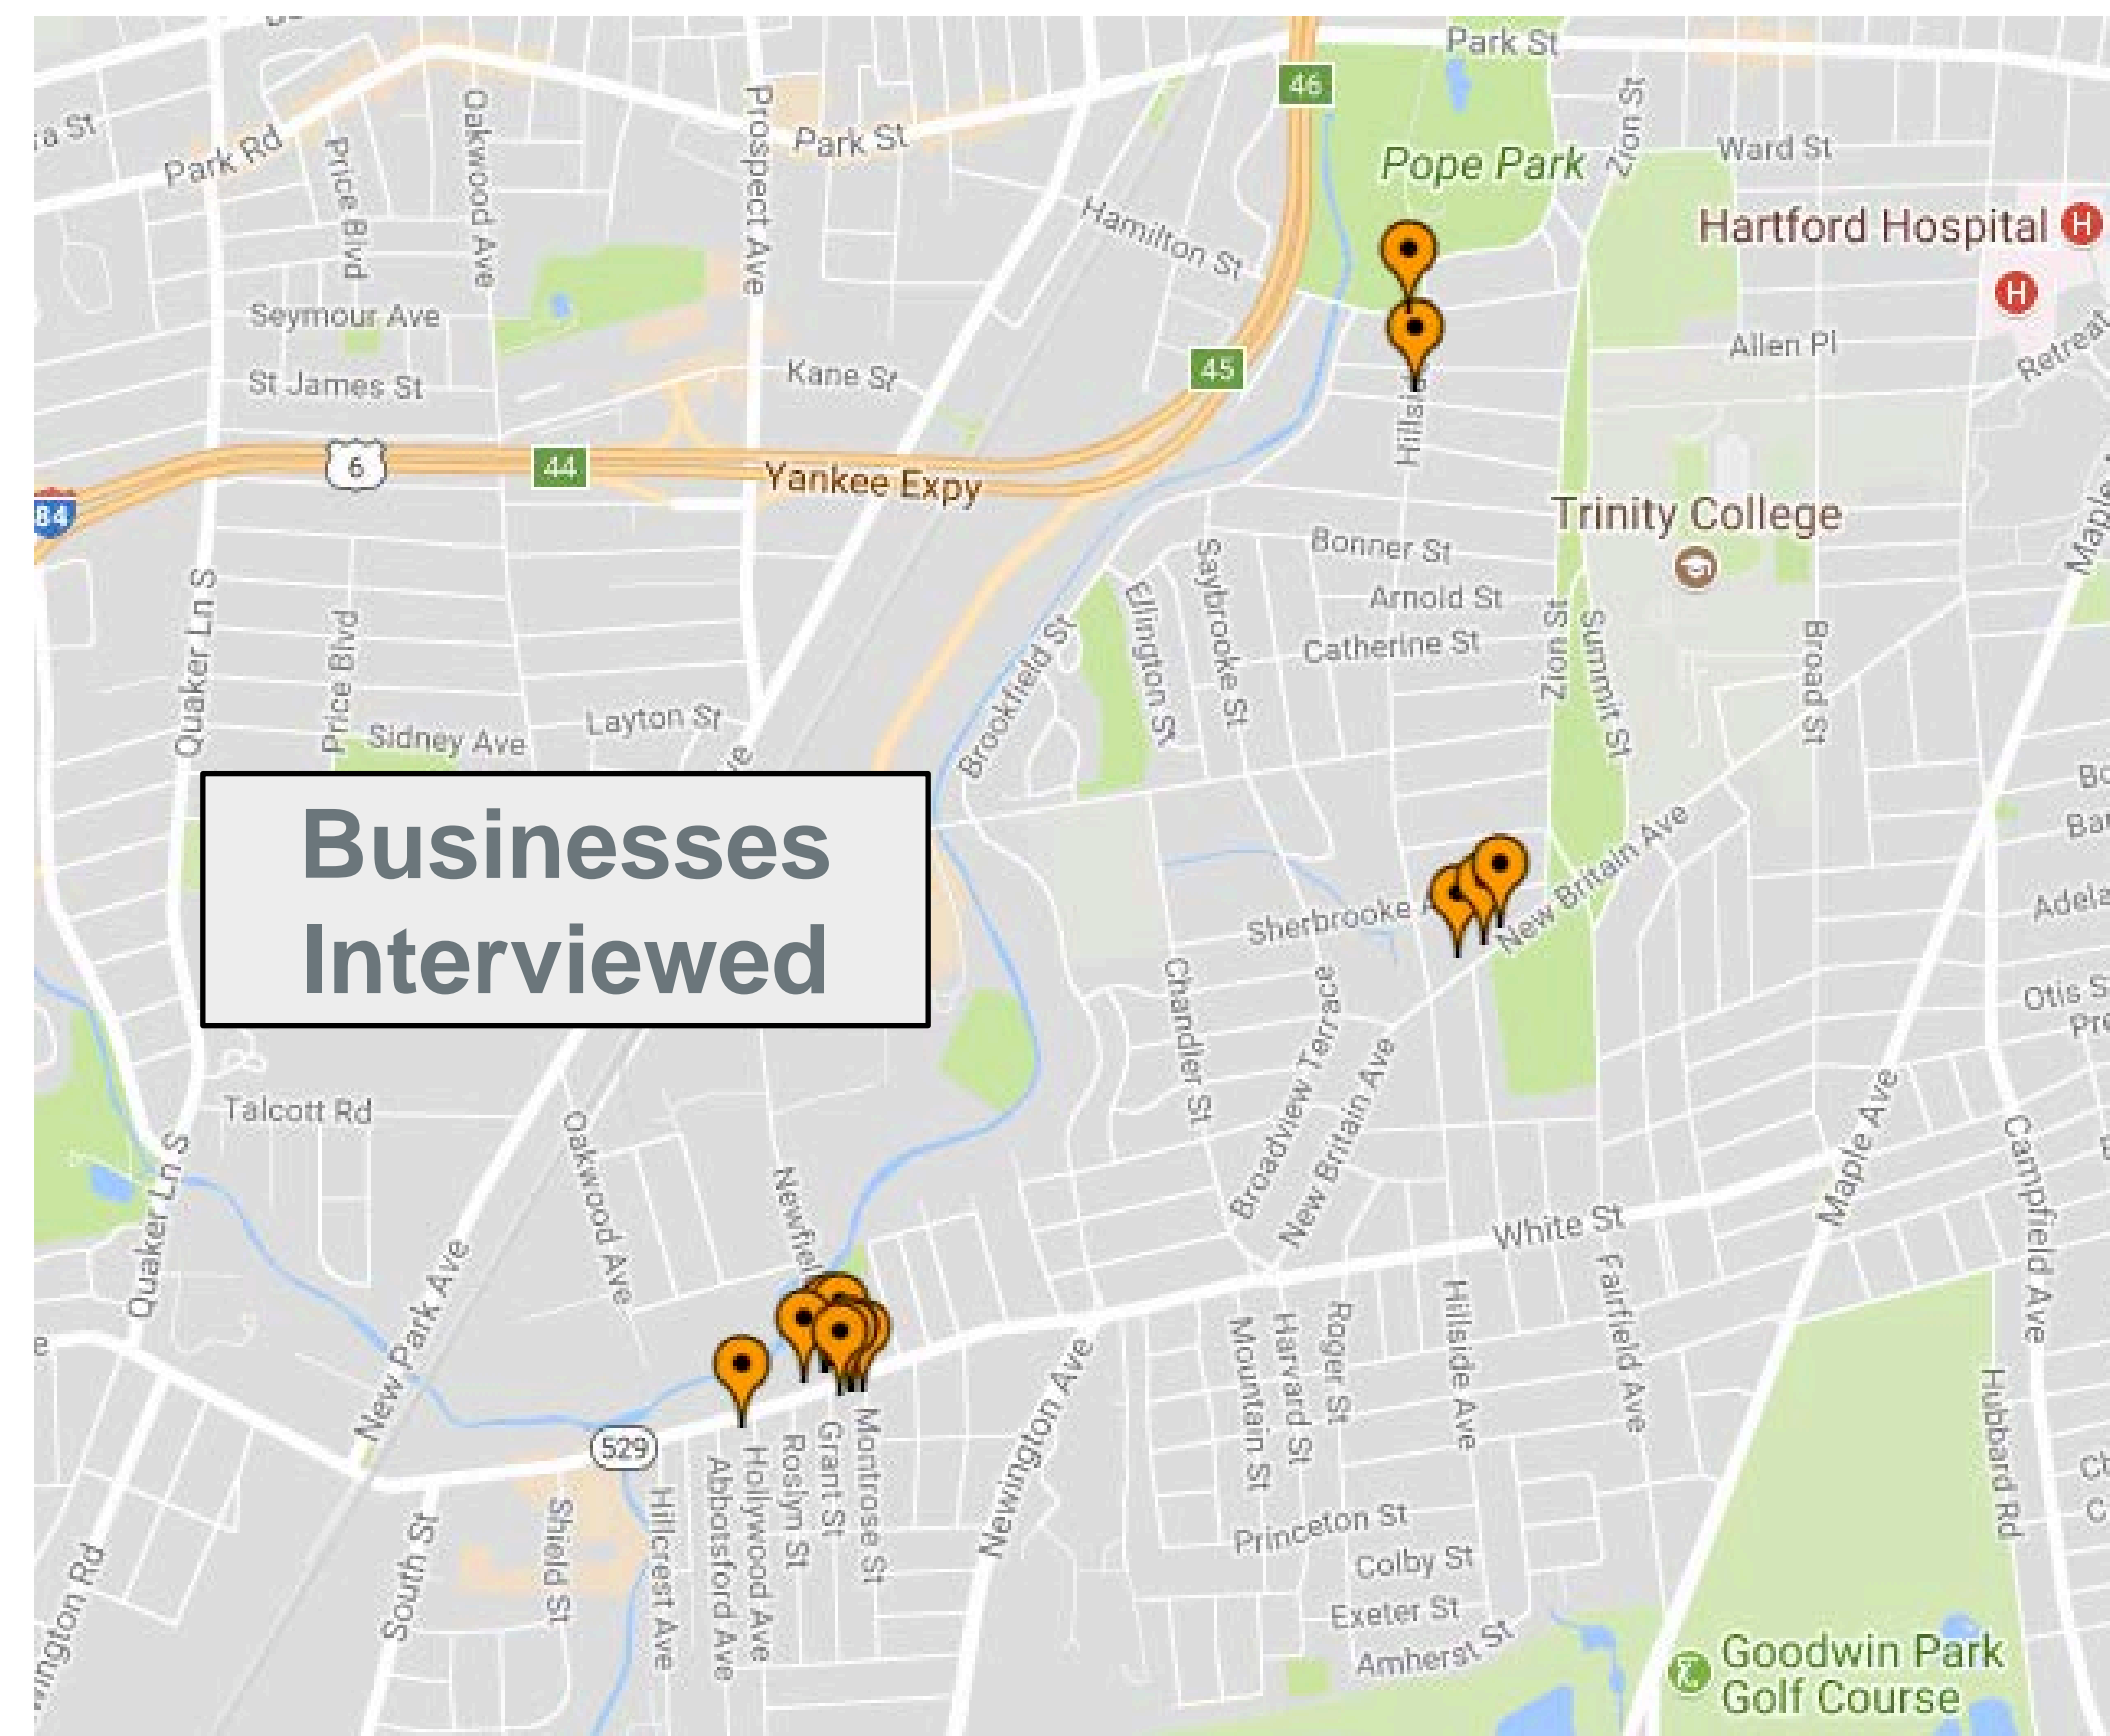 Park St
46
Zion St
Ward St
Park Rd
Price Blvd
Oakwood Ave
Prospect Ave
Park St
Pope Park
Hartford Hospital H
Hamilton St
H
Seymour Ave
Allen Pl
Retreat
St James St
Kane St
45
6
44
Yankee Expy
84
Trinity College
Bonner St
Arnold St
Catherine St
Saybrooke St
Ellington St
Brookfield St
Zion St
Summit St
Broad St
Quaker Ln S
Price Blvd
Sidney Ave
Layton St
Businesses
Interviewed
Sherbrooke
New Britain Ave
Chandler St
Broadview Terrace
New Britain Ave
Talcott Rd
Oakwood Ave
Quaker Ln S
New Park Ave
White St
Maple Ave
Campfield Ave
Fairfield Ave
Hillside Ave
Roger St
Harvard St
Mountain St
Newington Ave
529
Montrose St
Grant St
Roslyn St
Hollywood Ave
Abbotsford Ave
Hillcrest Ave
Shield St
South St
Hubbard Rd
Princeton St
Colby St
Exeter St
Amherst St
Goodwin Park
Golf Course